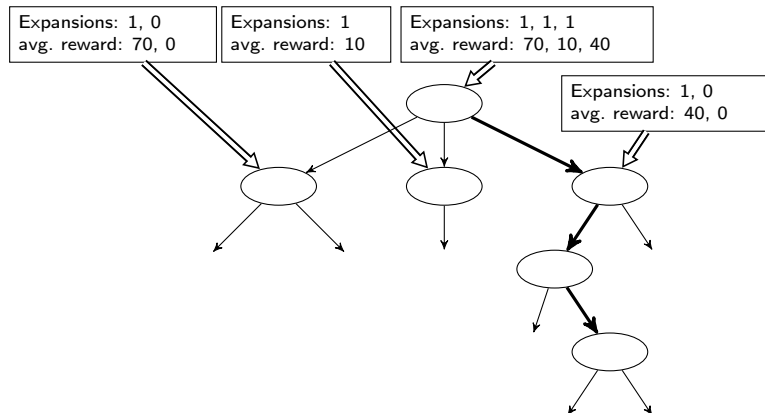 Expansions: 1, 0
avg. reward: 70, 0
Expansions: 1
avg. reward: 10
Expansions: 1, 1, 1
avg. reward: 70, 10, 40
Expansions: 1, 0
avg. reward: 40, 0